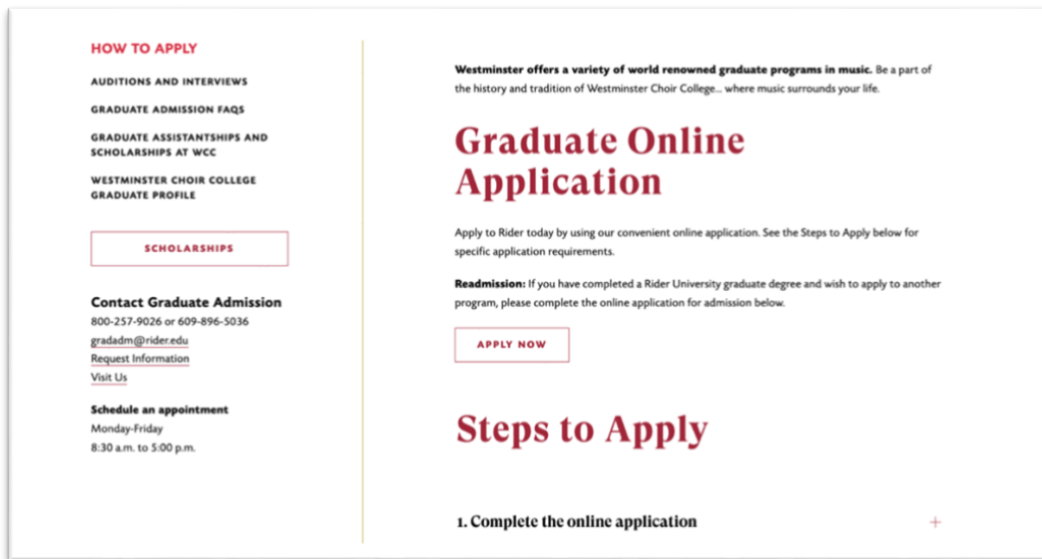 HOW TO APPLY
AUDITIONS AND INTERVIEWS
GRADUATE ADMISSION FAQS
GRADUATE ASSISTANTSHIPS AND
SCHOLARSHIPS AT WCC
WESTMINSTER CHOIR COLLEGE
GRADUATE PROFILE
SCHOLARSHIPS
Contact Graduate Admission
800-257-9026 or 609-896-5036
gradadm@rider.edu
Request Information
Visit Us
Schedule an appointment
Monday-Friday
8:30 a.m. to 5:00 p.m.
Westminster offers a variety of world renowned graduate programs in music. Be a part of
the history and tradition of Westminster Choir College... where music surrounds your life.
Graduate Online
Application
Apply to Rider today by using our convenient online application. See the Steps to Apply below for
specific application requirements.
Readmission: If you have completed a Rider University graduate degree and wish to apply to another
program, please complete the online application for admission below.
APPLY NOW
Steps to Apply
1. Complete the online application +